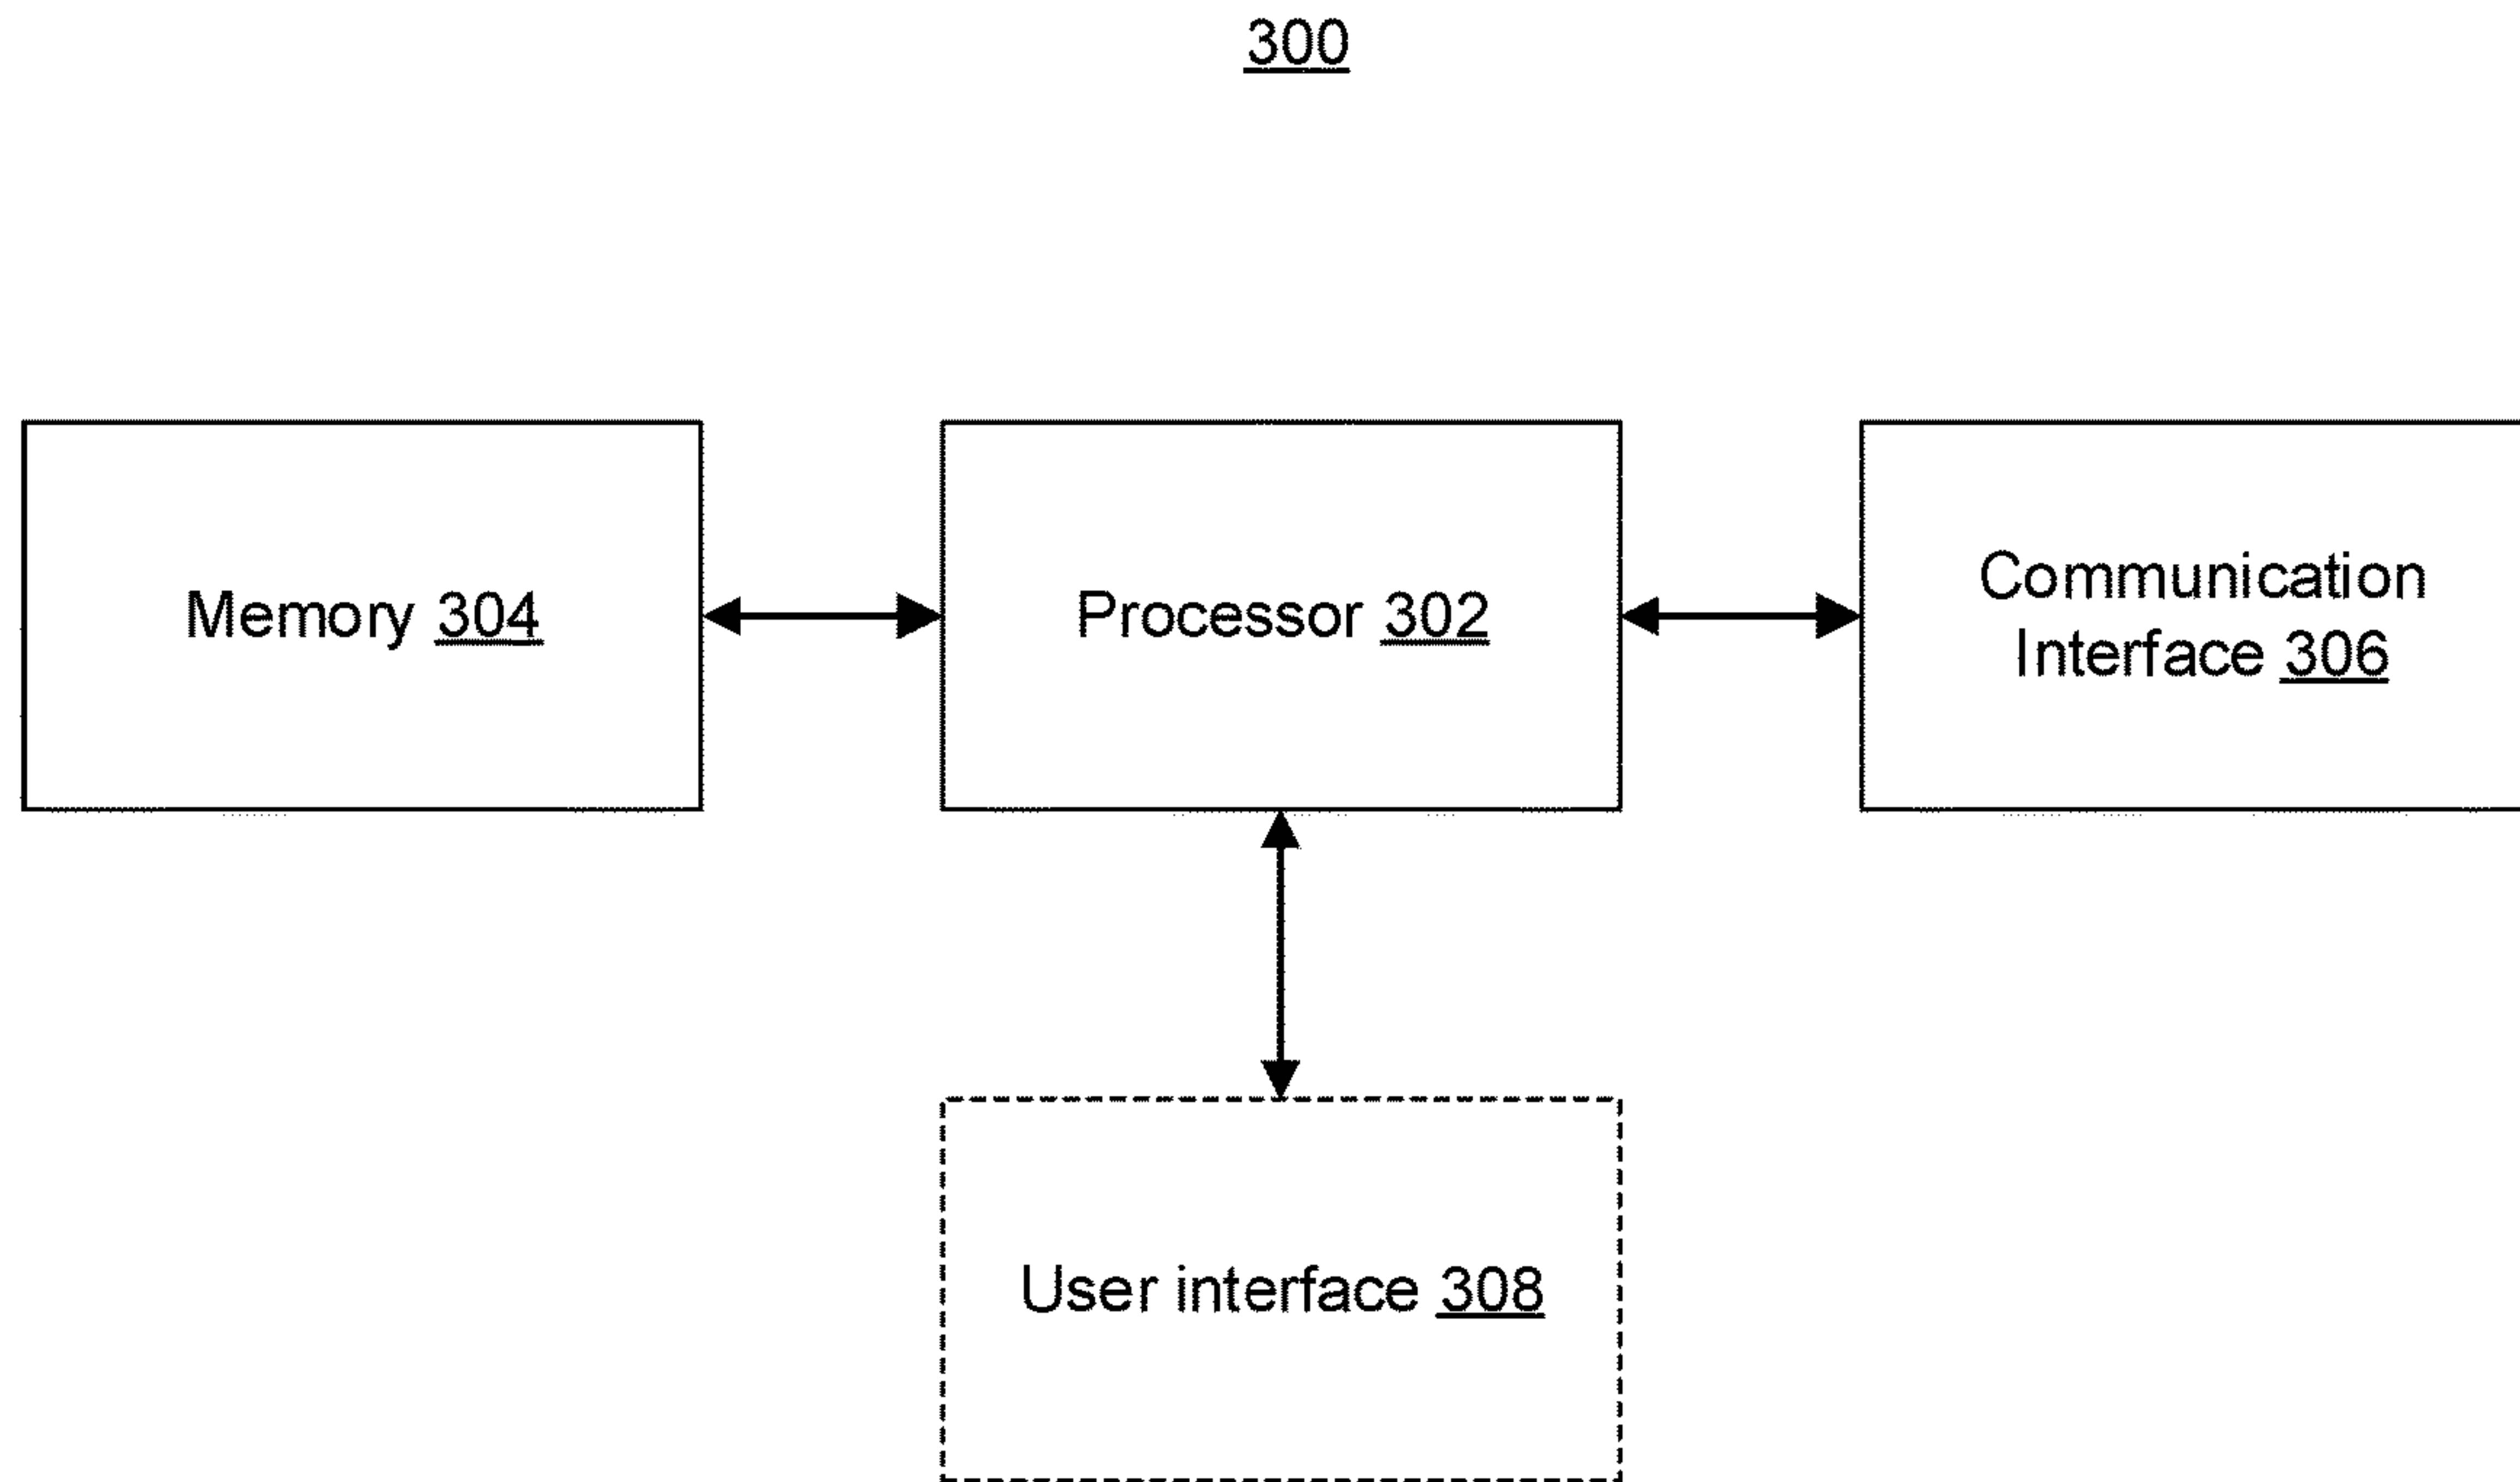 300
Memory 304
Processor 302
Communication
Interface 306
User interface 308